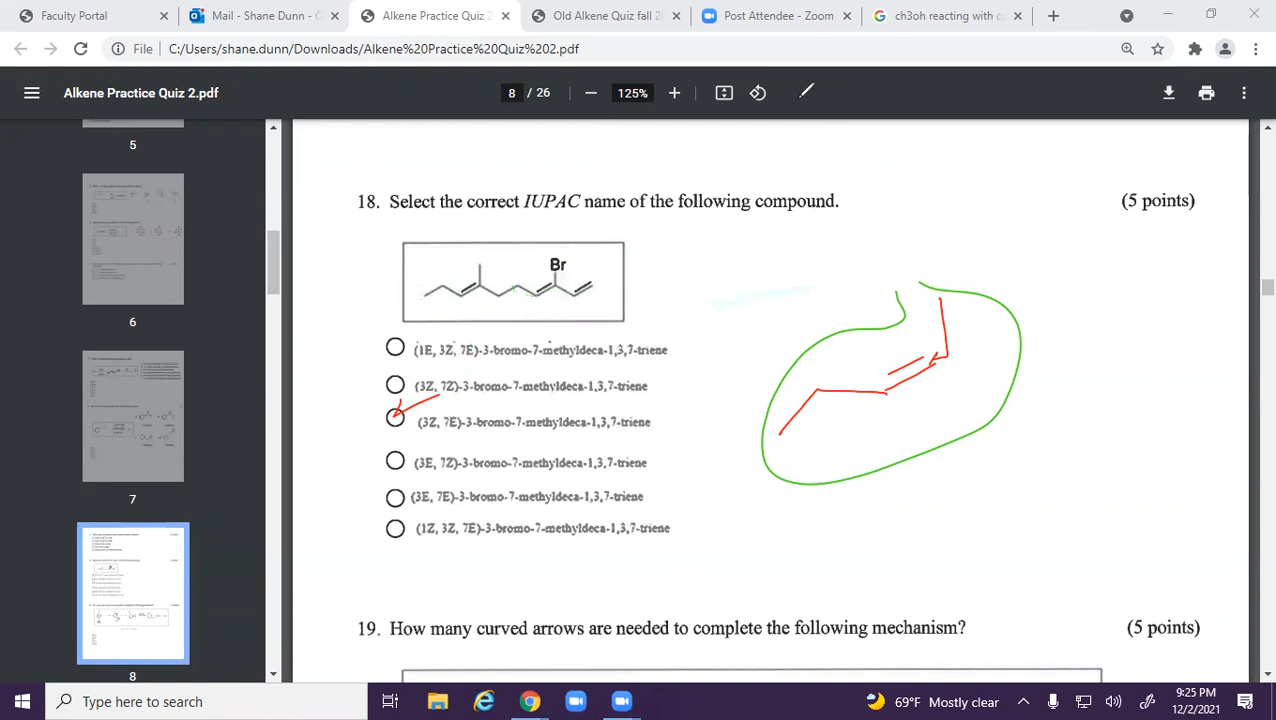 Faculty Portal
Mail - Shane Dunn - C
Alkene Practice Quiz 2
Old Alkene Quiz fall 2
Post Attendee - Zoom
ch3oh reacting with cy
File
C:/Users/shane.dunn/Downloads/Alkene%20Practice%20Quiz%202.pdf
Alkene Practice Quiz 2.pdf
8 / 26
125%
5
6
7
8
18. Select the correct IUPAC name of the following compound. (5 points)
Br
(1E, 3Z, 7E)-3-bromo-7-methyldeca-1,3,7-triene
(3Z, 7Z)-3-bromo-7-methyldeca-1,3,7-triene
(3Z, 7E)-3-bromo-7-methyldeca-1,3,7-triene
(3E, 7Z)-3-bromo-7-methyldeca-1,3,7-triene
(3E, 7E)-3-bromo-7-methyldeca-1,3,7-triene
(1Z, 3Z, 7E)-3-bromo-7-methyldeca-1,3,7-triene
19. How many curved arrows are needed to complete the following mechanism? (5 points)
Type here to search
69°F Mostly clear
9:25 PM
12/2/2021